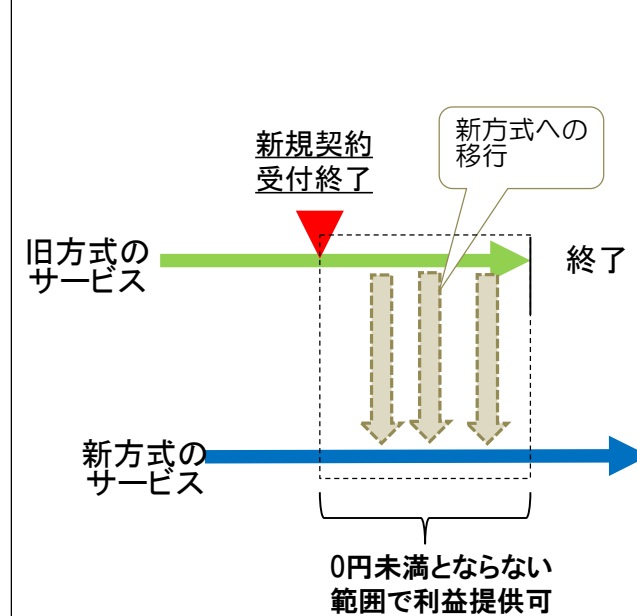 新方式への
移行
新規契約
受付終了
旧方式の
サービス
終了
新方式の
サービス
0円未満とならない
範囲で利益提供可